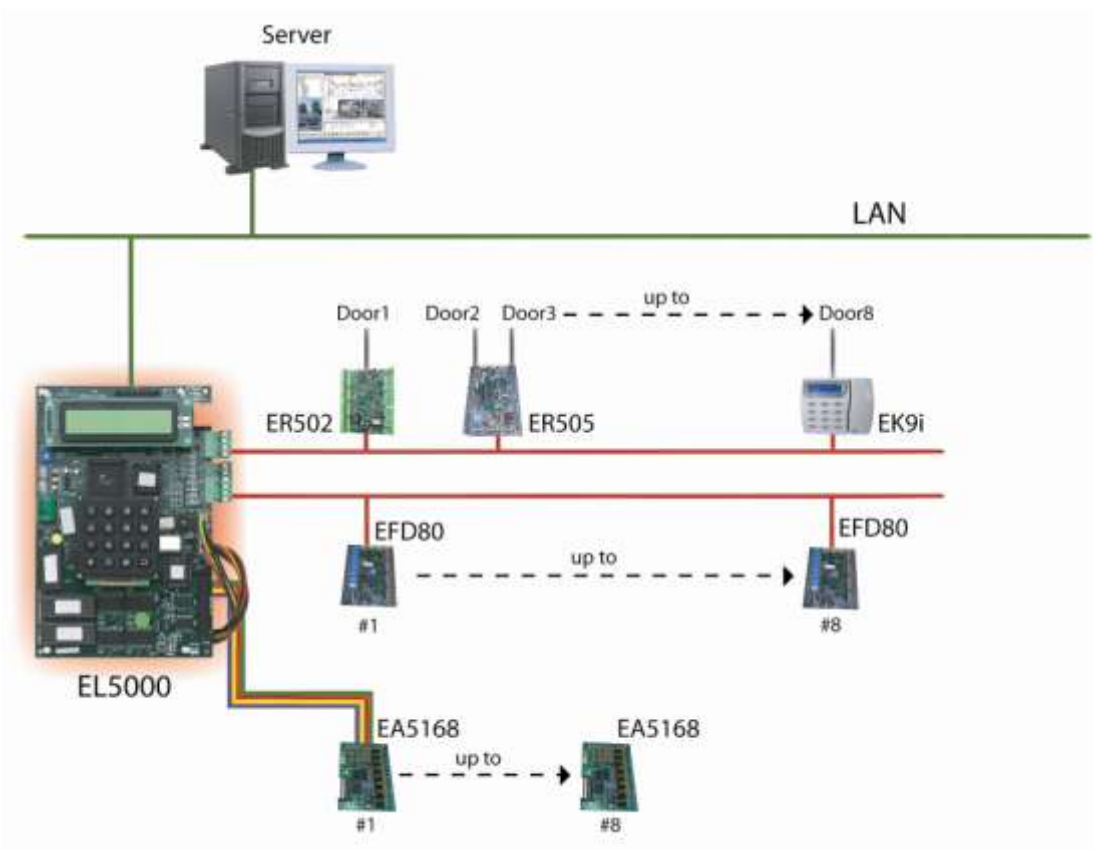 Server
LAN
Door1 Door2 Door3 up to Door8
ER502 ER505 EK9i
EFD80 EFD80
up to
#1 #8
EL5000
EA5168 EA5168
up to
#1 #8